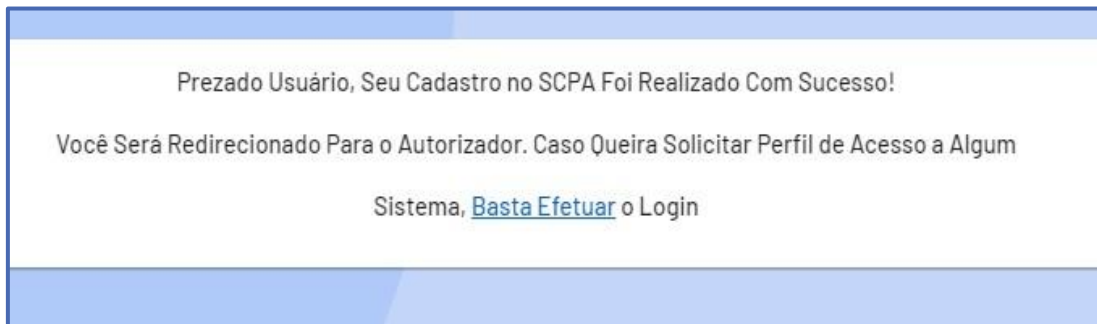 Prezado Usuário, Seu Cadastro no SCPA Foi Realizado Com Sucesso!
Você Será Redirecionado Para o Autorizador. Caso Queira Solicitar Perfil de Acesso a Algum
Sistema, Basta Efetuar o Login